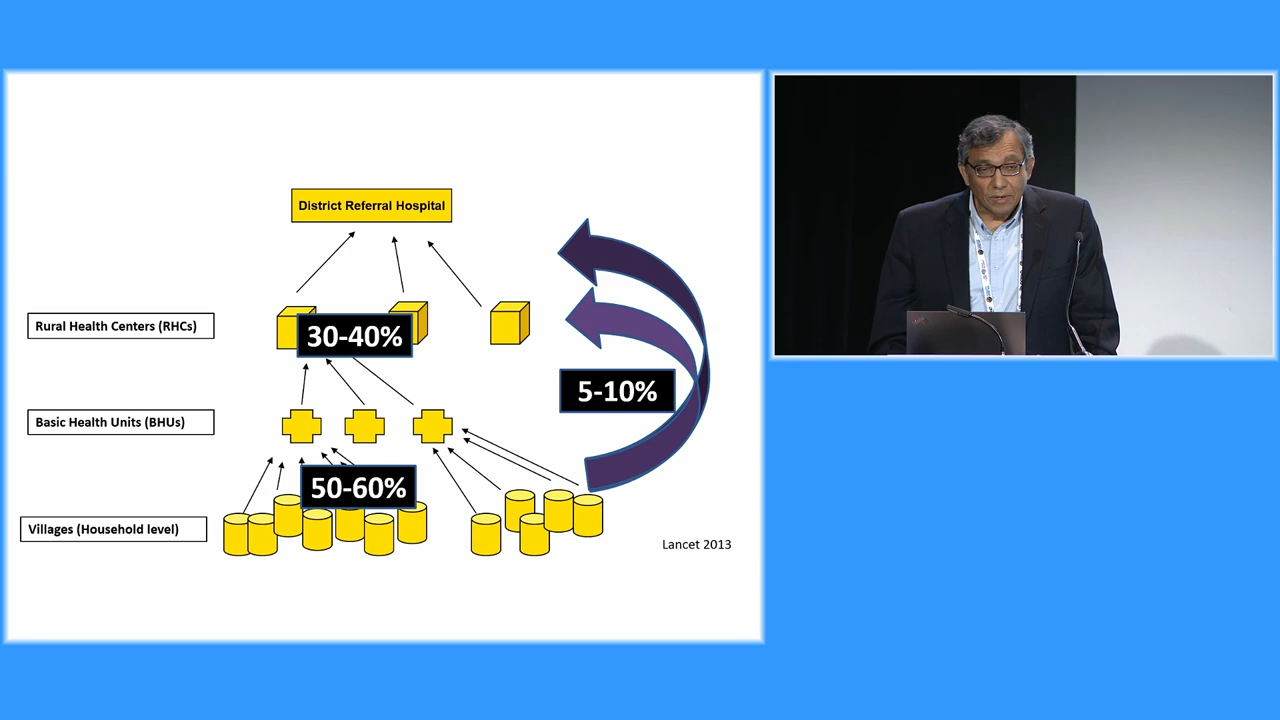 District Referral Hospital
Rural Health Centers (RHCs)
30-40%
5-10%
Basic Health Units (BHUs)
50-60%
Villages (Household level)
Lancet 2013